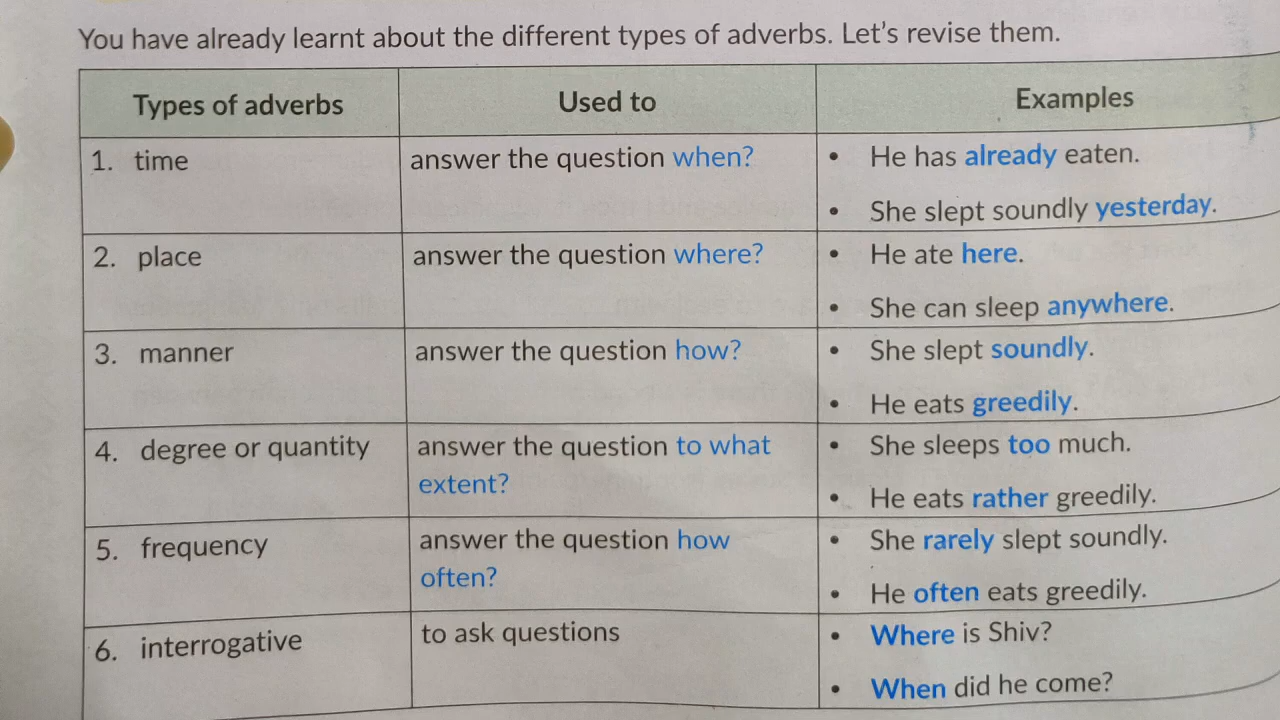 You have already learnt about the different types of adverbs. Let's revise them.
Types of adverbs Used to Examples
1. time answer the question when? • He has already eaten.
• She slept soundly yesterday.
2. place answer the question where? • He ate here.
• She can sleep anywhere.
3. manner answer the question how? • She slept soundly.
• He eats greedily.
4. degree or quantity answer the question to what • She sleeps too much.
extent? • He eats rather greedily.
5. frequency answer the question how • She rarely slept soundly.
often? • He often eats greedily.
6. interrogative to ask questions • Where is Shiv?
• When did he come?